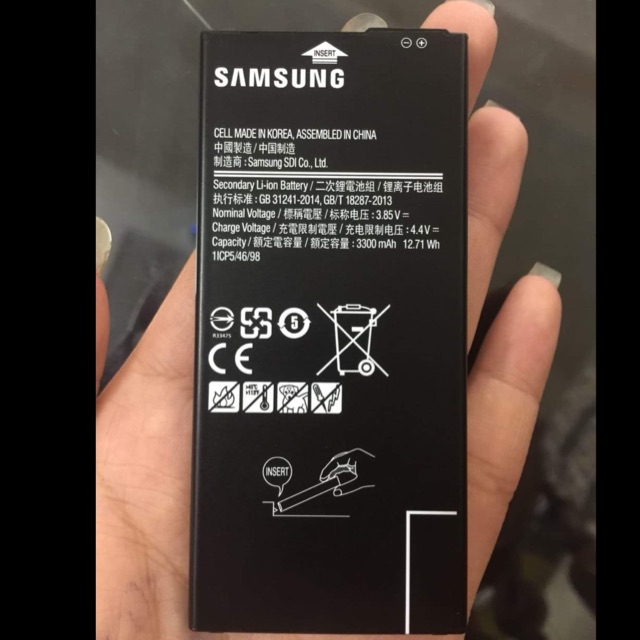 INSERT
SAMSUNG
CELL MADE IN KOREA, ASSEMBLED IN CHINA
中國製造 / 中国制造
制造商 : Samsung SDI Co., Ltd.
Secondary Li-ion Battery / 二次鋰電池組 / 锂离子电池组
执行标准 : GB 31241-2014, GB/T 18287-2013
Nominal Voltage / 標稱電壓 / 标称电压 : 3.85V ⎓
Charge Voltage / 充電限制電壓 / 充电限制电压 : 4.4V ⎓
Capacity / 額定電容量 / 额定容量 : 3300 mAh 12.71 Wh
1ICP5/46/98
5
R33475
CE
INSERT